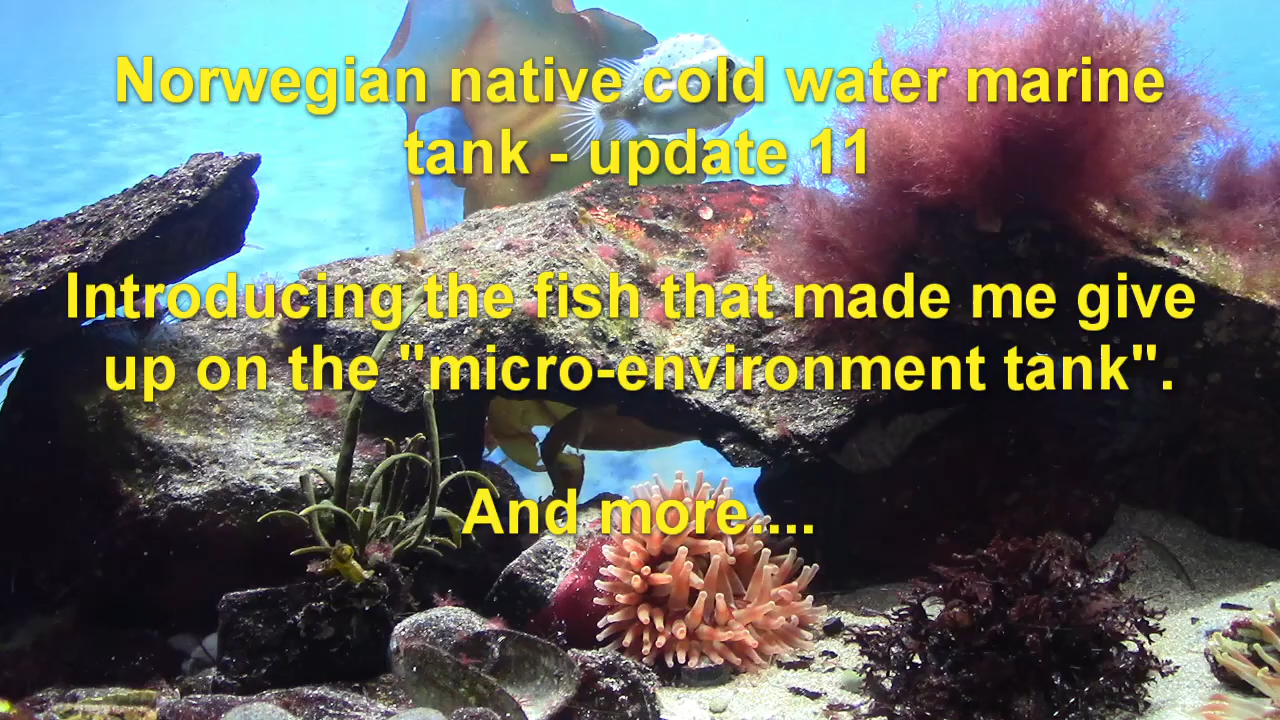 Norwegian native cold water marine
tank - update 11
Introducing the fish that made me give
up on the "micro-environment tank".
And more....